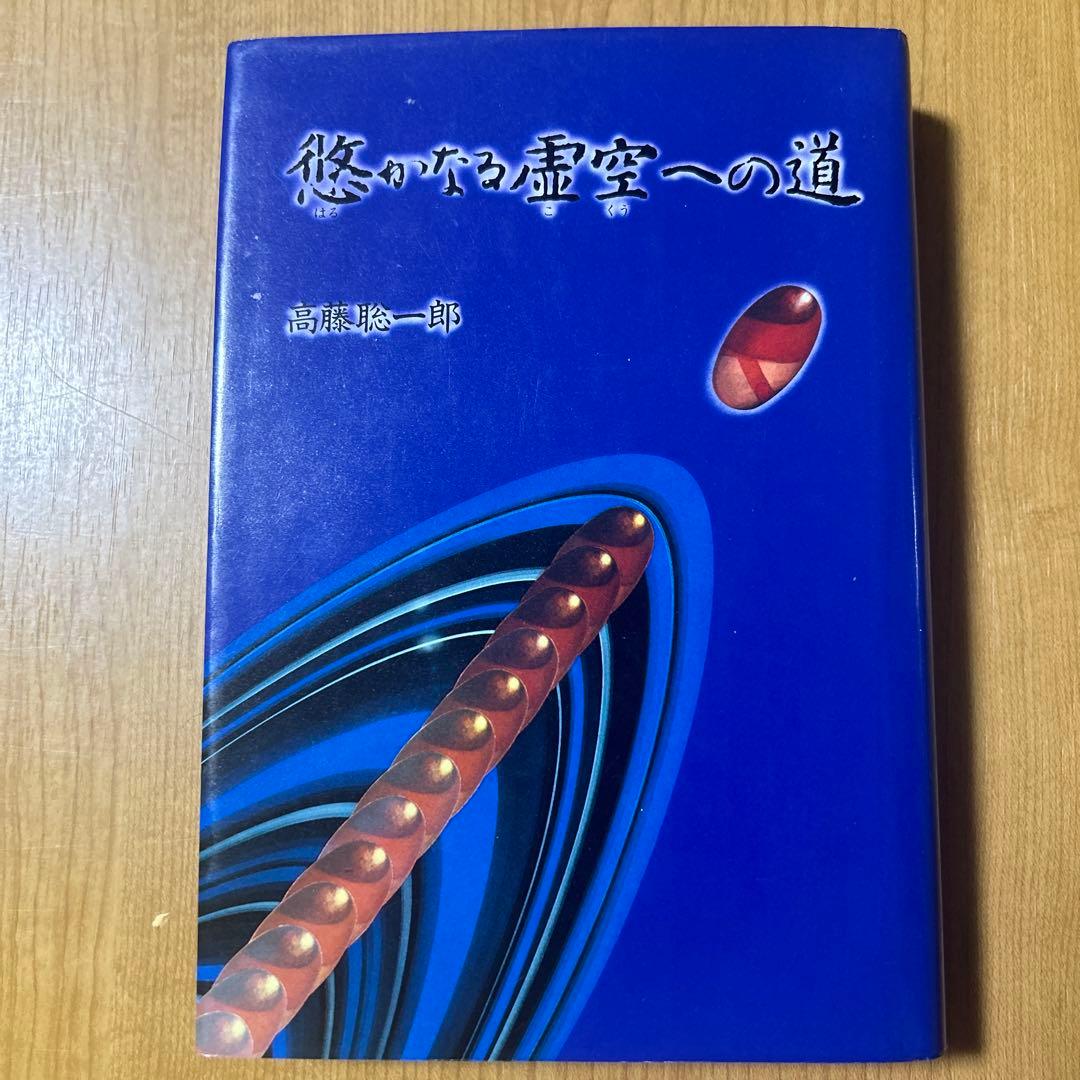 悠かなる虚空への道
はる こ くう
高藤聡一郎